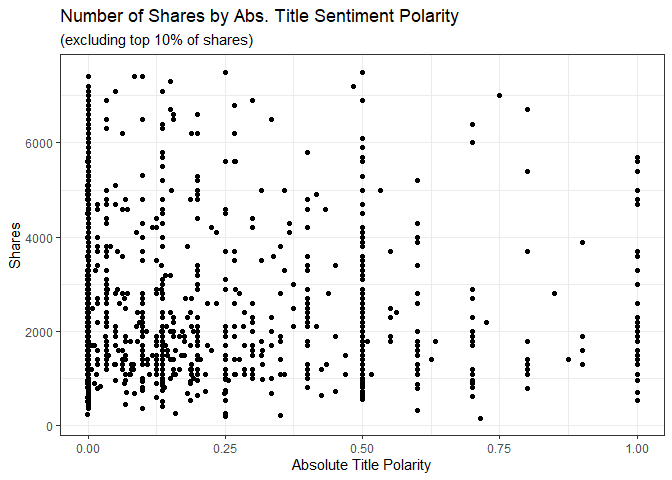 Number of Shares by Abs. Title Sentiment Polarity
(excluding top 10% of shares)
Shares
6000
4000
2000
0
0.00 0.25 0.50 0.75 1.00
Absolute Title Polarity